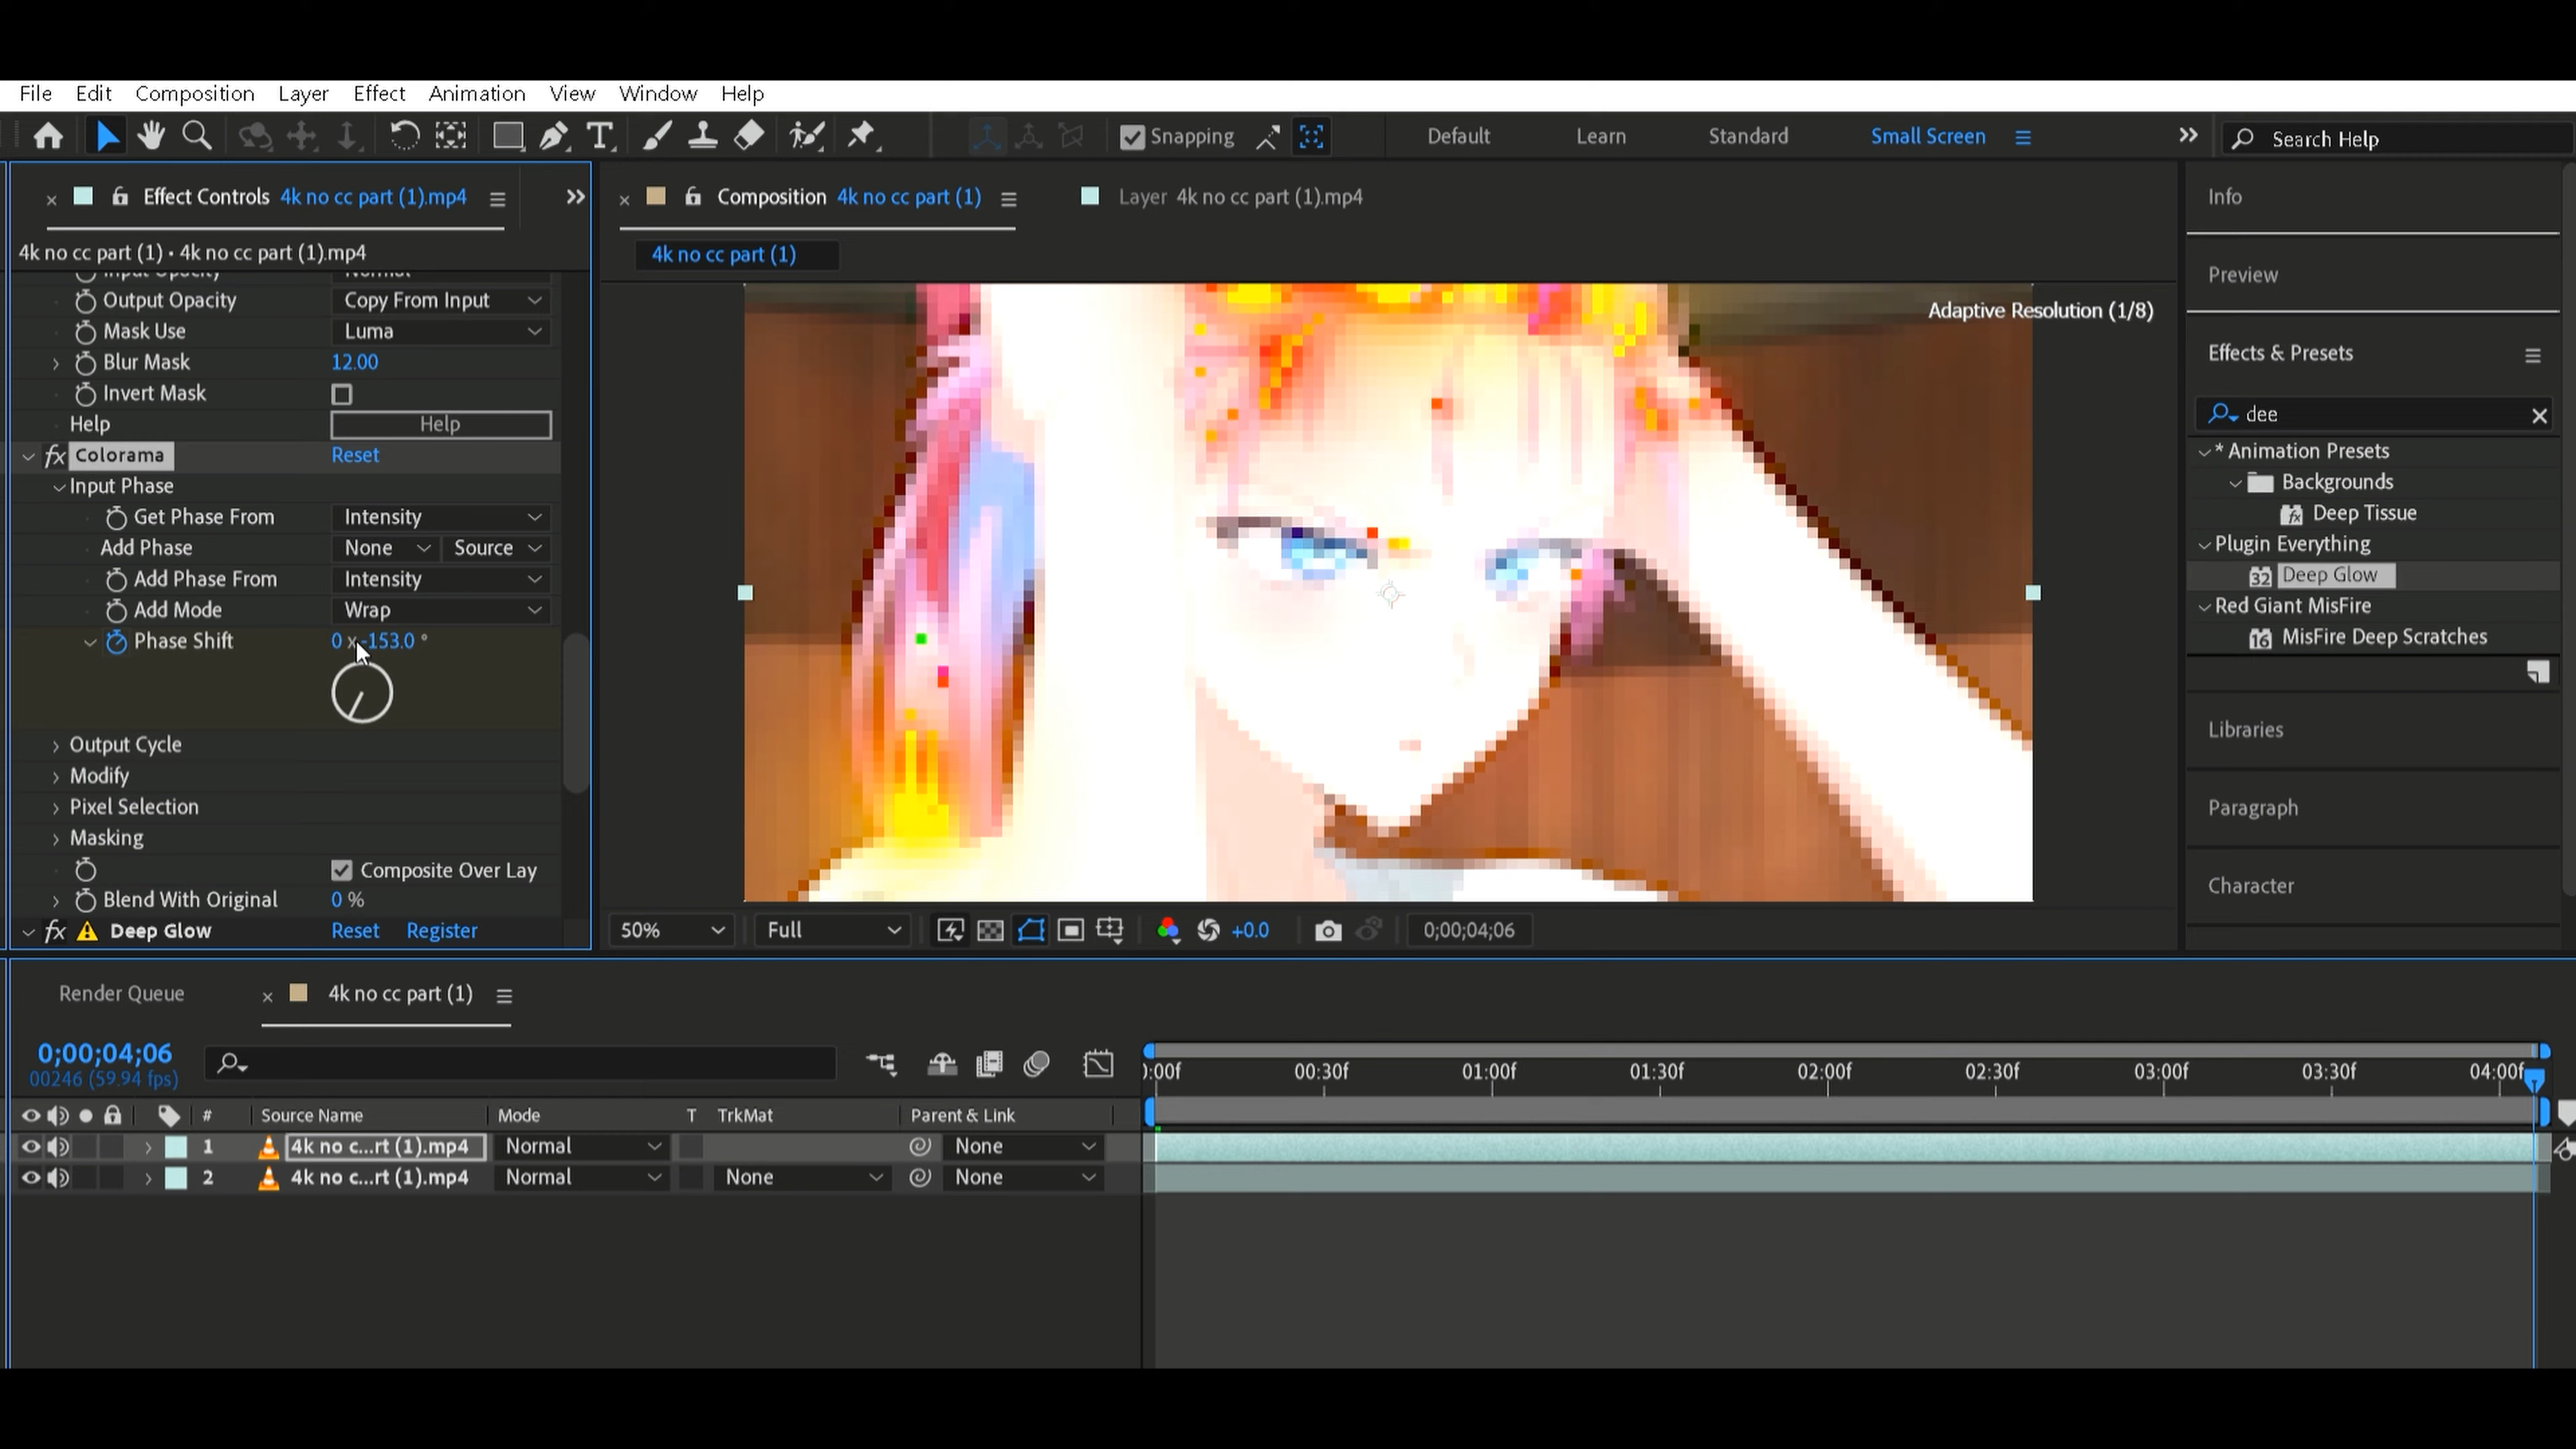 File Edit Composition Layer Effect Animation View Window Help
Snapping Default Learn Standard Small Screen Search Help
Effect Controls 4k no cc part (1).mp4
4k no cc part (1) • 4k no cc part (1).mp4
Input Opacity Normal
Output Opacity Copy From Input
Mask Use Luma
Blur Mask 12.00
Invert Mask
Help Help
fx Colorama Reset
Input Phase
Get Phase From Intensity
Add Phase None Source
Add Phase From Intensity
Add Mode Wrap
Phase Shift 0 x -153.0 °
Output Cycle
Modify
Pixel Selection
Masking
Composite Over Lay
Blend With Original 0 %
fx Deep Glow Reset Register
Composition 4k no cc part (1) Layer 4k no cc part (1).mp4
4k no cc part (1)
Adaptive Resolution (1/8)
50% Full +0.0 0;00;04;06
Info
Preview
Effects & Presets
dee
* Animation Presets
Backgrounds
Deep Tissue
Plugin Everything
32 Deep Glow
Red Giant MisFire
16 MisFire Deep Scratches
Libraries
Paragraph
Character
Render Queue 4k no cc part (1)
0;00;04;06
00246 (59.94 fps)
):00f 00:30f 01:00f 01:30f 02:00f 02:30f 03:00f 03:30f 04:00f
# Source Name Mode T TrkMat Parent & Link
1 4k no c...rt (1).mp4 Normal None
2 4k no c...rt (1).mp4 Normal None None